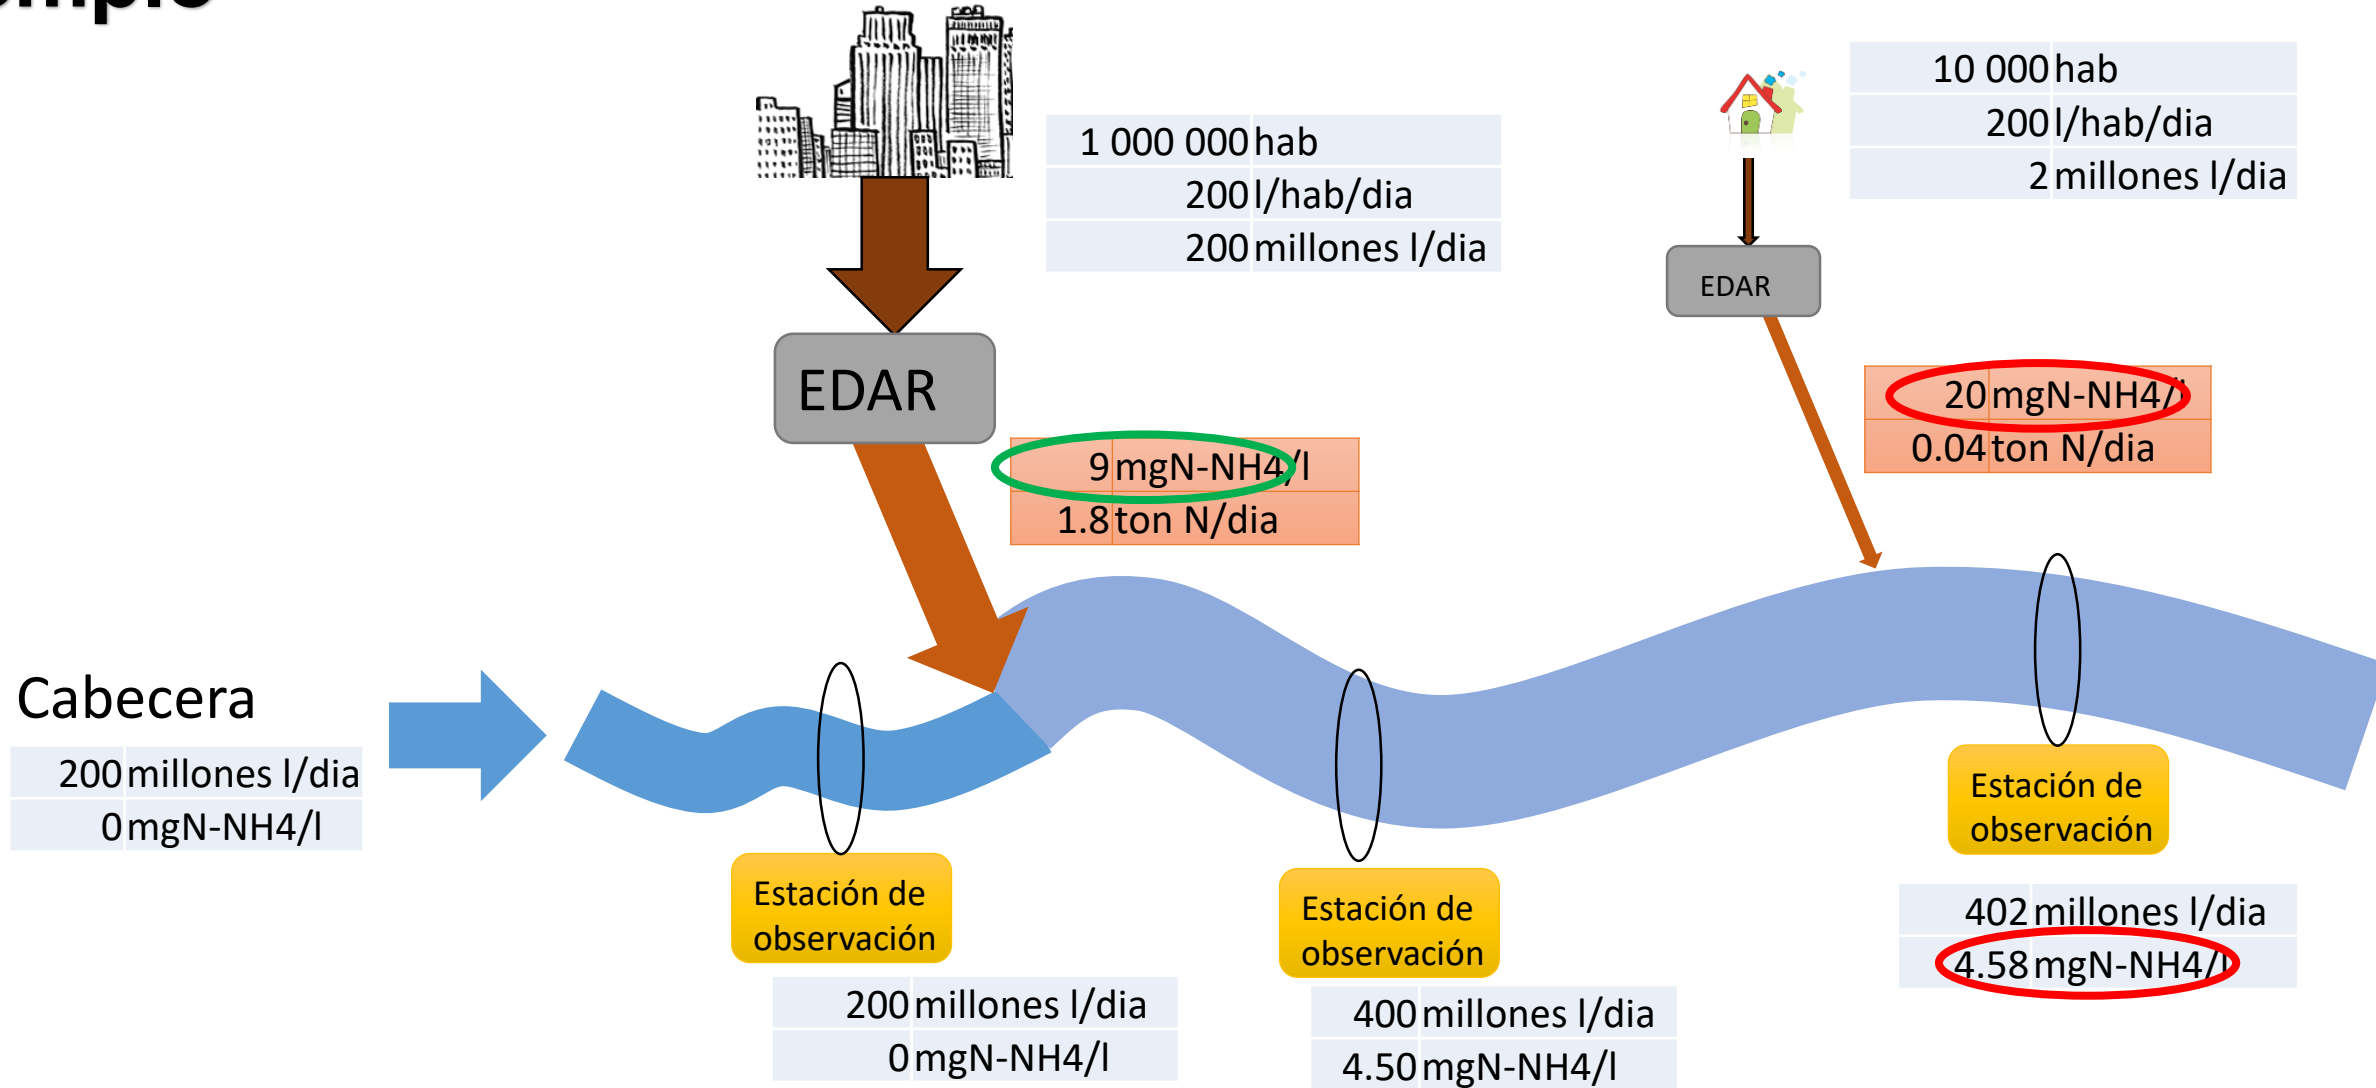 1 000 000 hab
200 l/hab/dia
200 millones l/dia
10 000 hab
200 l/hab/dia
2 millones l/dia
EDAR
EDAR
9 mgN-NH4/l
1.8 ton N/dia
20 mgN-NH4/l
0.04 ton N/dia
Cabecera
200 millones l/dia
0 mgN-NH4/l
Estación de
observación
200 millones l/dia
0 mgN-NH4/l
Estación de
observación
400 millones l/dia
4.50 mgN-NH4/l
Estación de
observación
402 millones l/dia
4.58 mgN-NH4/l